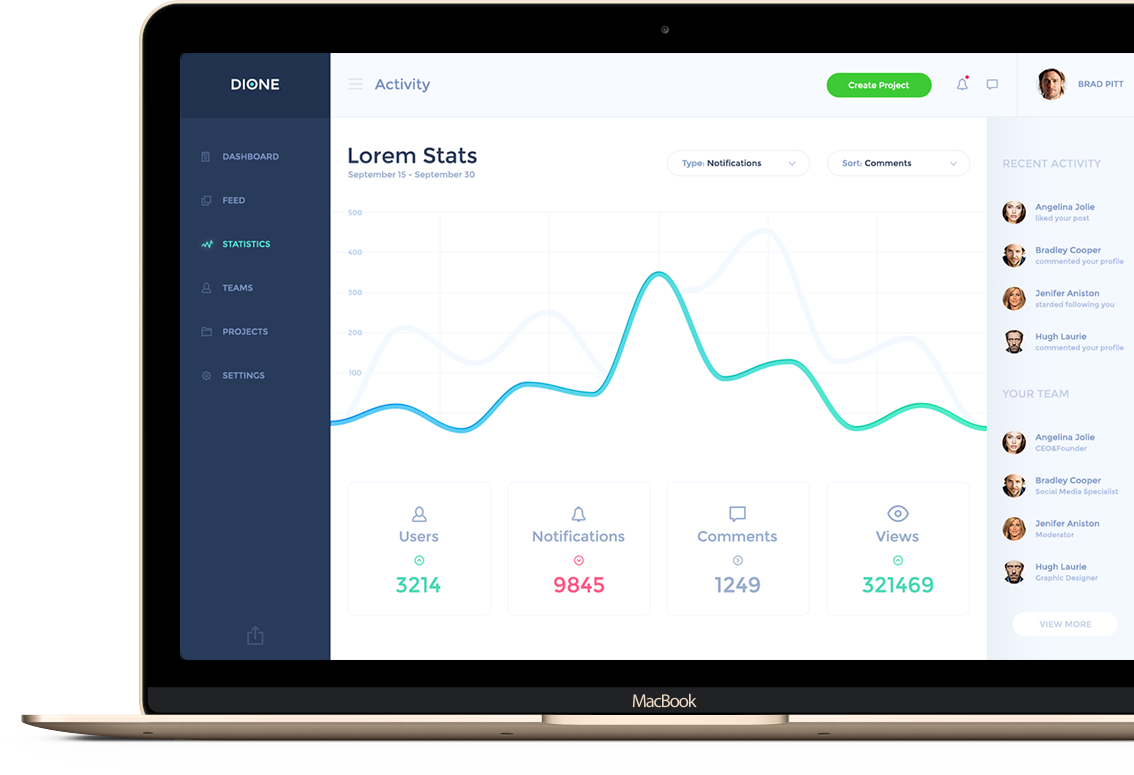 DIONE
Activity
Create Project
BRAD PITT
DASHBOARD
FEED
STATISTICS
TEAMS
PROJECTS
SETTINGS
Lorem Stats
September 15 - September 30
Type: Notifications
Sort: Comments
500
400
300
200
100
Users
3214
Notifications
9845
Comments
1249
Views
321469
RECENT ACTIVITY
Angelina Jolie
liked your post
Bradley Cooper
commented your profile
Jenifer Aniston
starded following you
Hugh Laurie
commented your profile
YOUR TEAM
Angelina Jolie
CEO&Founder
Bradley Cooper
Social Media Specialist
Jenifer Aniston
Moderator
Hugh Laurie
Graphic Designer
VIEW MORE
MacBook